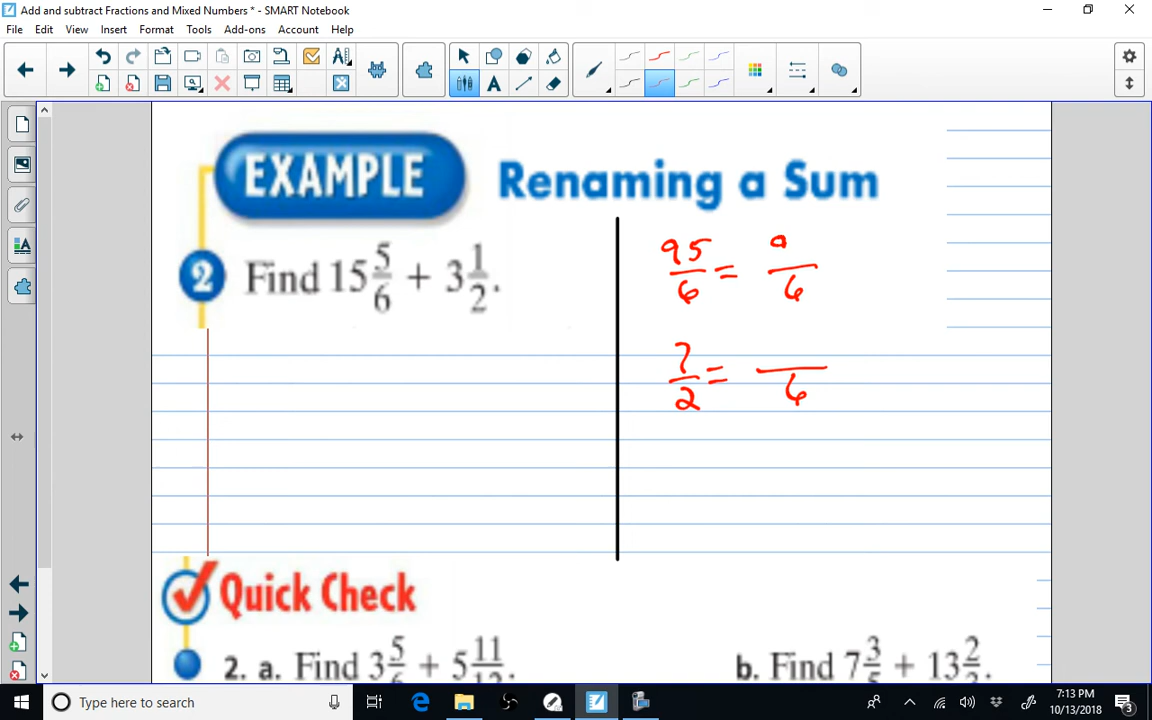 Add and subtract Fractions and Mixed Numbers * - SMART Notebook
File Edit View Insert Format Tools Add-ons Account Help
EXAMPLE Renaming a Sum
2 Find 15 5/6 + 3 1/2.
95/6 = 9/6
7/2 = /6
Quick Check
2. a. Find 3 5/6 + 5 11/12.
b. Find 7 3/5 + 13 2/3.
Type here to search
7:13 PM
10/13/2018
3